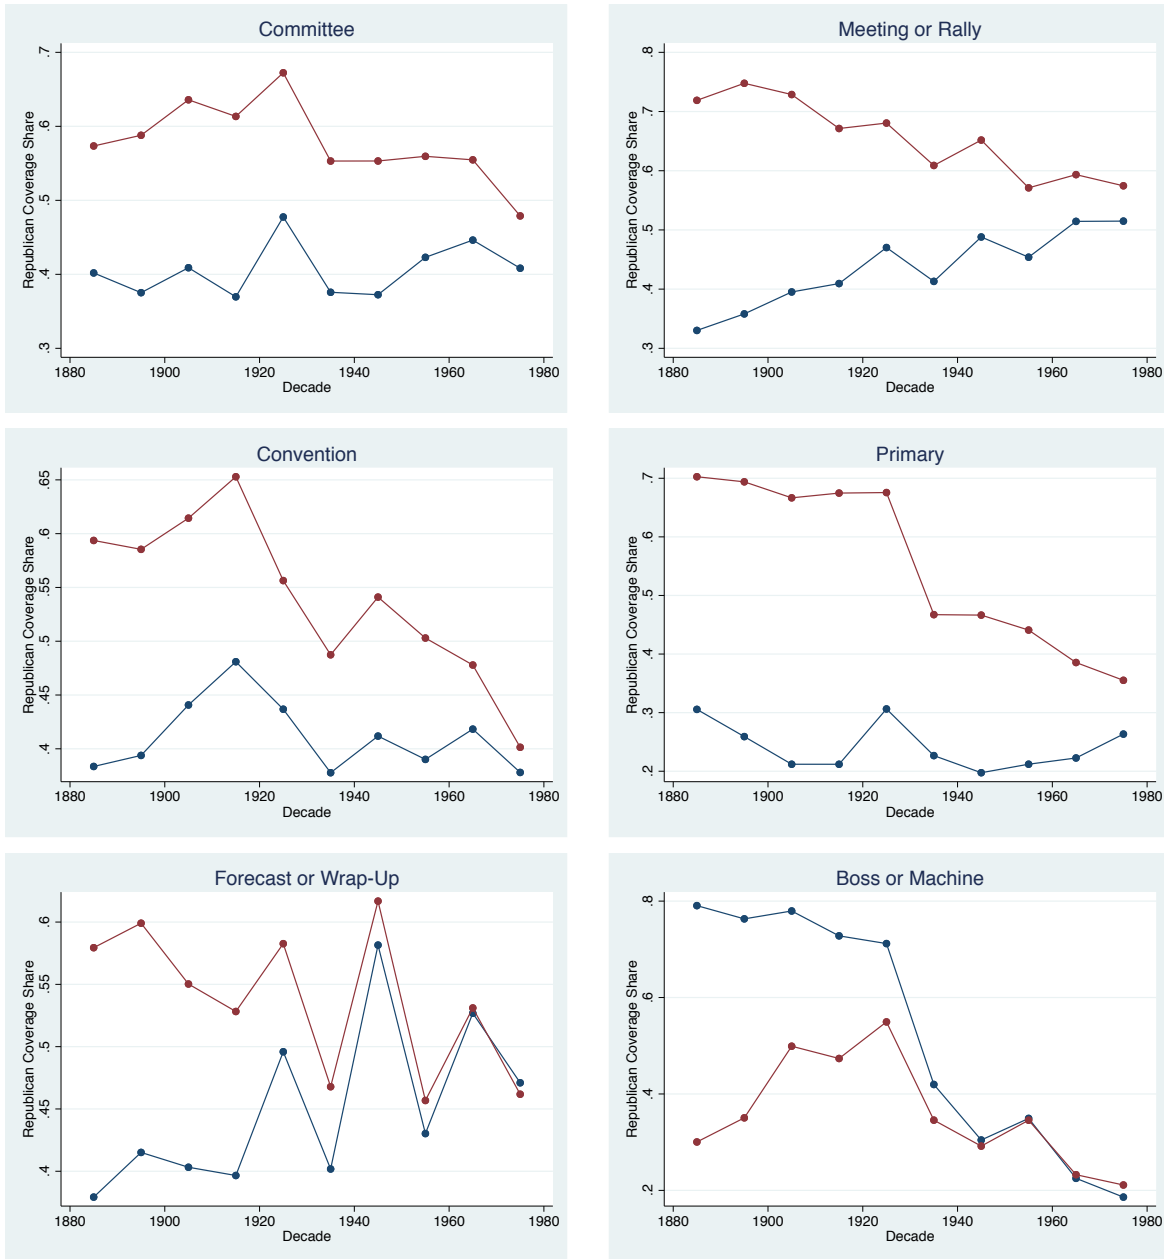 Committee
Republican Coverage Share
.7
.6
.5
.4
.3
1880 1900 1920 1940 1960 1980
Decade
Meeting or Rally
Republican Coverage Share
.8
.7
.6
.5
.4
.3
1880 1900 1920 1940 1960 1980
Decade
Convention
Republican Coverage Share
.65
.6
.55
.5
.45
.4
1880 1900 1920 1940 1960 1980
Decade
Primary
Republican Coverage Share
.7
.6
.5
.4
.3
.2
1880 1900 1920 1940 1960 1980
Decade
Forecast or Wrap-Up
Republican Coverage Share
.6
.55
.5
.45
.4
1880 1900 1920 1940 1960 1980
Decade
Boss or Machine
Republican Coverage Share
.8
.6
.4
.2
1880 1900 1920 1940 1960 1980
Decade